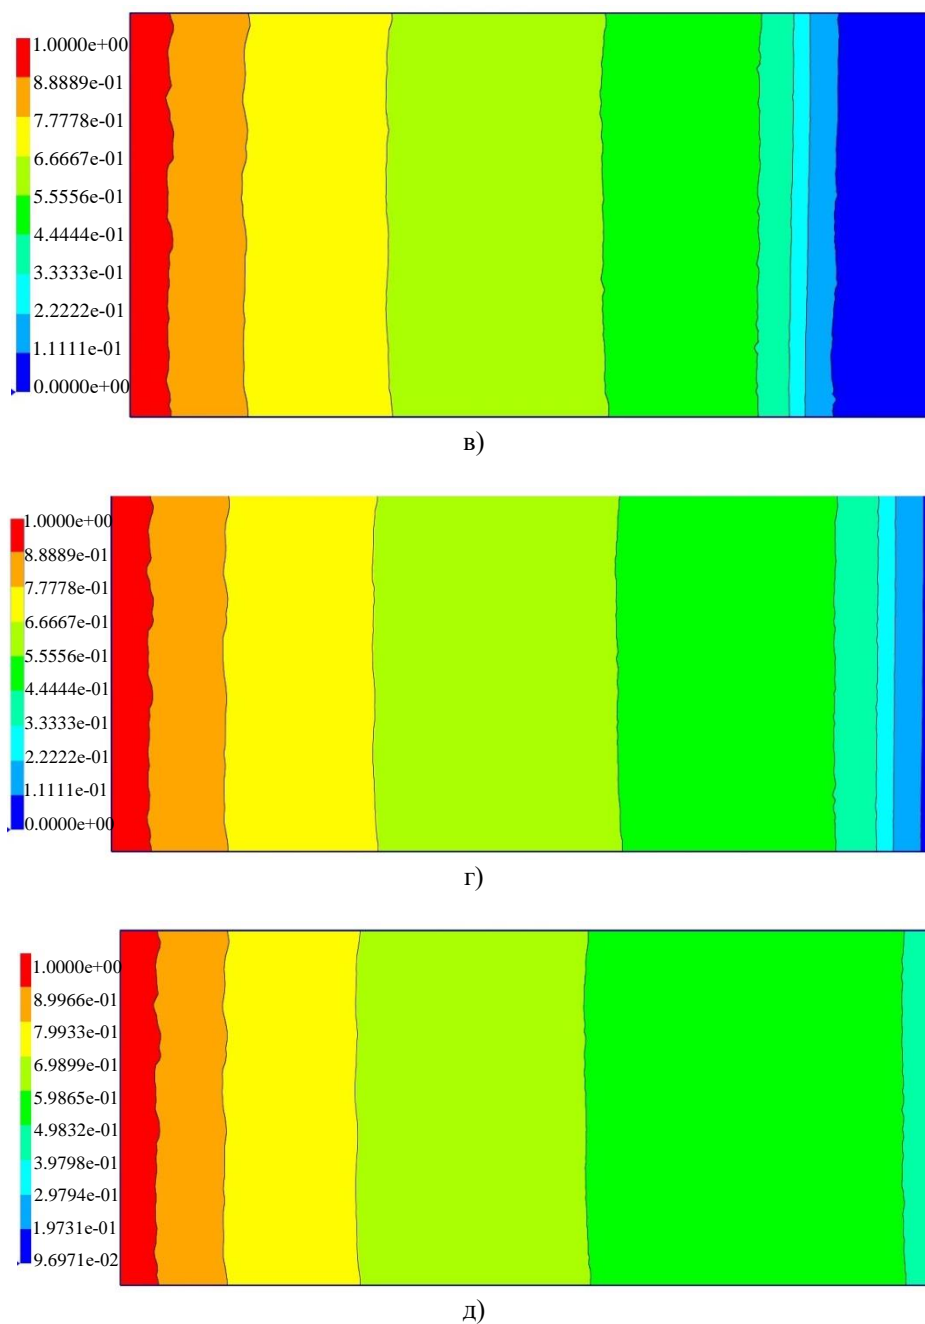 1.0000e+00
8.8889e-01
7.7778e-01
6.6667e-01
5.5556e-01
4.4444e-01
3.3333e-01
2.2222e-01
1.1111e-01
0.0000e+00
в)
1.0000e+00
8.8889e-01
7.7778e-01
6.6667e-01
5.5556e-01
4.4444e-01
3.3333e-01
2.2222e-01
1.1111e-01
0.0000e+00
г)
1.0000e+00
8.9966e-01
7.9933e-01
6.9899e-01
5.9865e-01
4.9832e-01
3.9798e-01
2.9794e-01
1.9731e-01
9.6971e-02
д)